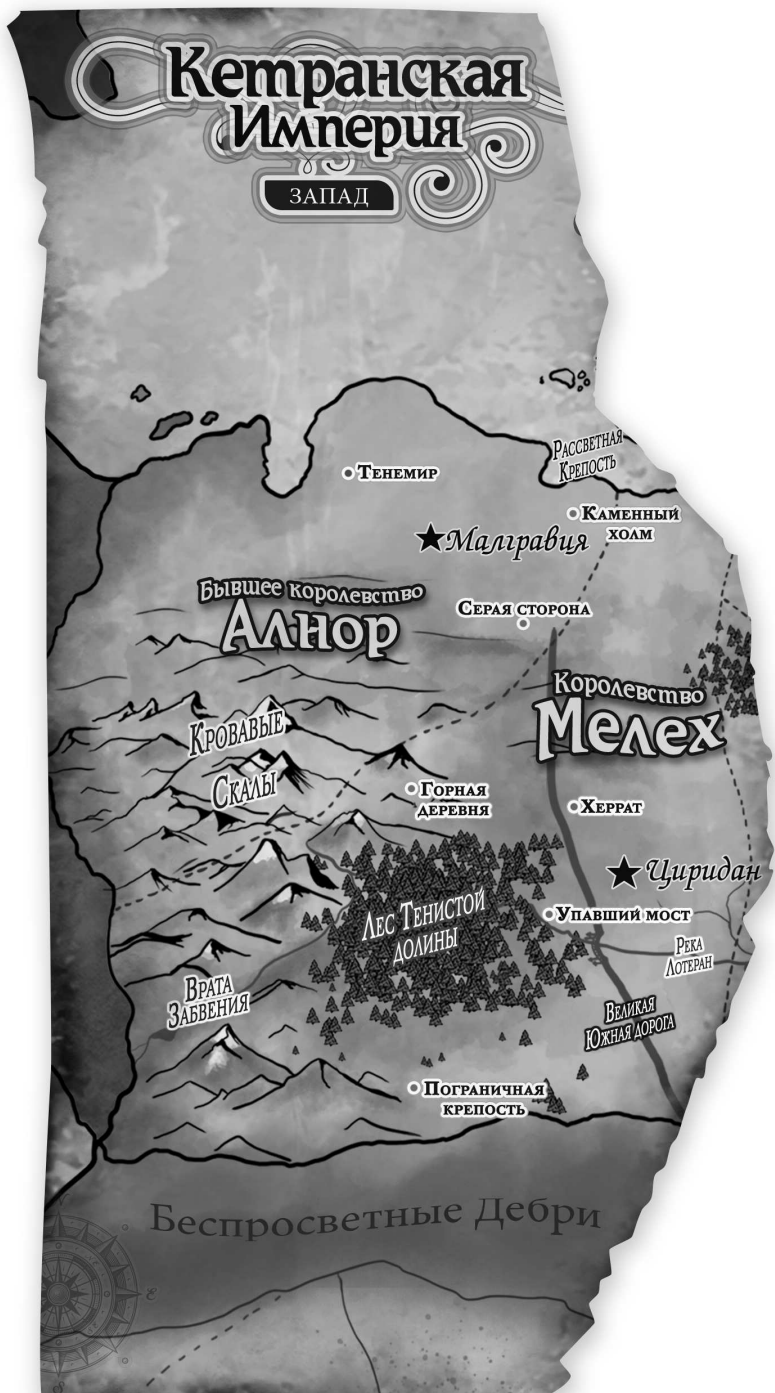 Кетранская
Империя
ЗАПАД
Рассветная
Крепость
Тенемир
Каменный
холм
Малгравия
Серая сторона
Бывшее королевство
Алнор
Королевство
Мелех
Кровавые
Скалы
Горная
деревня
Херрат
Циридан
Лес Тенистой
долины
Упавший мост
Река
Лотеран
Врата
Забвения
Великая
Южная дорога
Пограничная
крепость
Беспросветные Дебри